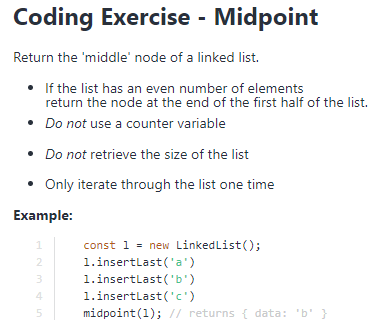 Coding Exercise - Midpoint
Return the 'middle' node of a linked list.
• If the list has an even number of elements
return the node at the end of the first half of the list.
• Do not use a counter variable
• Do not retrieve the size of the list
• Only iterate through the list one time
Example:
1 const l = new LinkedList();
2 l.insertLast('a')
3 l.insertLast('b')
4 l.insertLast('c')
5 midpoint(l); // returns { data: 'b' }